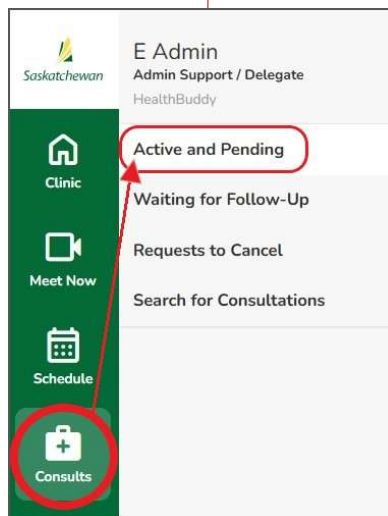 Saskatchewan
E Admin
Admin Support / Delegate
HealthBuddy
Clinic
Meet Now
Schedule
Consults
Active and Pending
Waiting for Follow-Up
Requests to Cancel
Search for Consultations